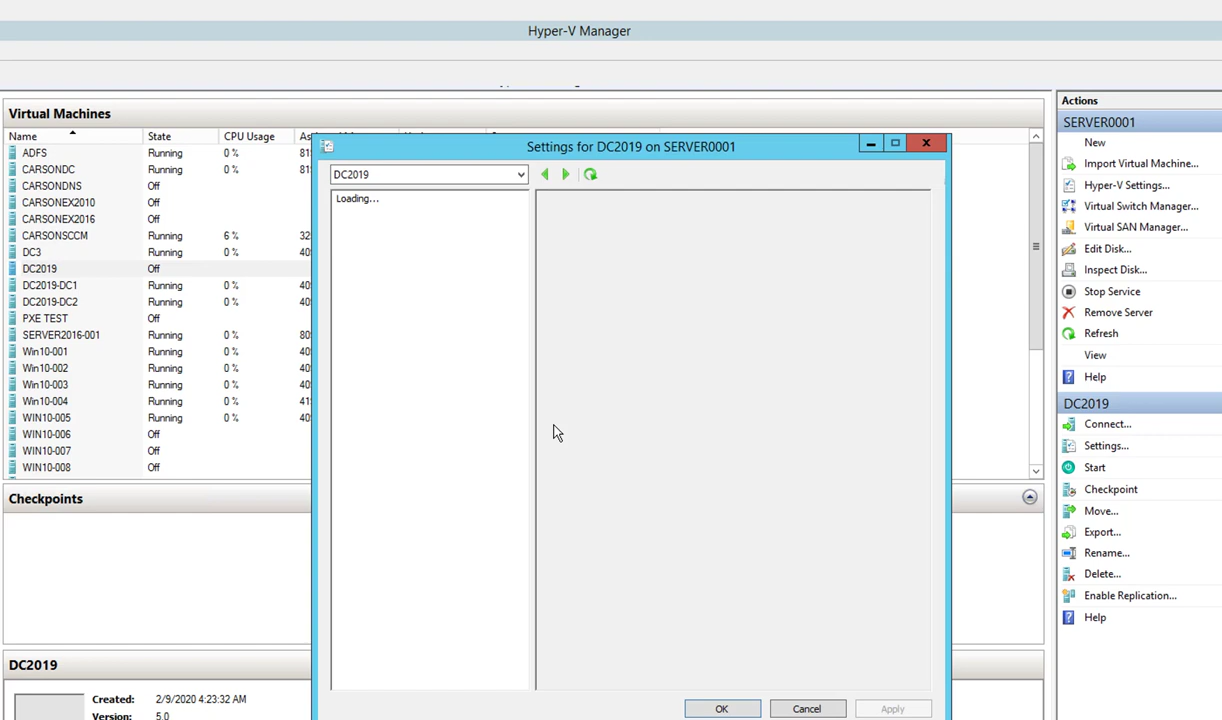 Hyper-V Manager
Virtual Machines
Name State CPU Usage
ADFS Running 0 %
CARSONDC Running 0 %
CARSONDNS Off
CARSONEX2010 Off
CARSONEX2016 Off
CARSONSCCM Running 6 %
DC3 Running 0 %
DC2019 Off
DC2019-DC1 Running 0 %
DC2019-DC2 Running 0 %
PXE TEST Off
SERVER2016-001 Running 0 %
Win10-001 Running 0 %
Win10-002 Running 0 %
Win10-003 Running 0 %
Win10-004 Running 0 %
WIN10-005 Running 0 %
WIN10-006 Off
WIN10-007 Off
WIN10-008 Off
Checkpoints
DC2019
Created: 2/9/2020 4:23:32 AM
Version: 5.0
Settings for DC2019 on SERVER0001
DC2019
Loading...
OK Cancel Apply
Actions
SERVER0001
New
Import Virtual Machine...
Hyper-V Settings...
Virtual Switch Manager...
Virtual SAN Manager...
Edit Disk...
Inspect Disk...
Stop Service
Remove Server
Refresh
View
Help
DC2019
Connect...
Settings...
Start
Checkpoint
Move...
Export...
Rename...
Delete...
Enable Replication...
Help